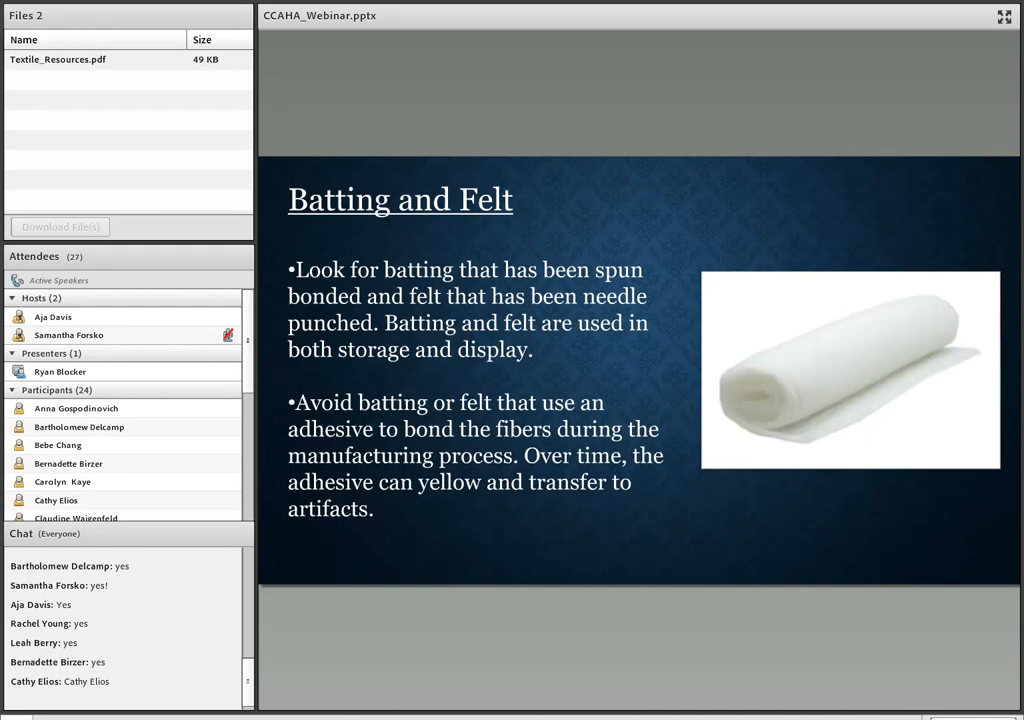 Files 2
Name Size
Textile_Resources.pdf 49 KB
Download File(s)
Attendees (27)
Active Speakers
Hosts (2)
Aja Davis
Samantha Forsko
Presenters (1)
Ryan Blocker
Participants (24)
Anna Gospodinovich
Bartholomew Delcamp
Bebe Chang
Bernadette Birzer
Carolyn Kaye
Cathy Elios
Claudine Waigenfeld
Chat (Everyone)
Bartholomew Delcamp: yes
Samantha Forsko: yes!
Aja Davis: Yes
Rachel Young: yes
Leah Berry: yes
Bernadette Birzer: yes
Cathy Elios: Cathy Elios
CCAHA_Webinar.pptx
Batting and Felt
•Look for batting that has been spun
bonded and felt that has been needle
punched. Batting and felt are used in
both storage and display.
•Avoid batting or felt that use an
adhesive to bond the fibers during the
manufacturing process. Over time, the
adhesive can yellow and transfer to
artifacts.